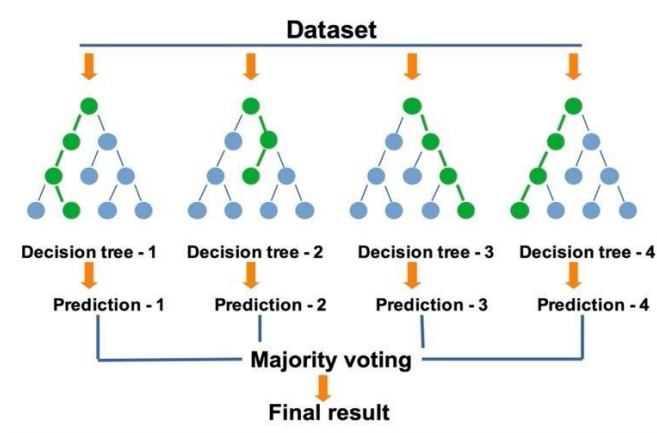 Dataset
Decision tree - 1
Decision tree - 2
Decision tree - 3
Decision tree - 4
Prediction - 1
Prediction - 2
Prediction - 3
Prediction - 4
Majority voting
Final result